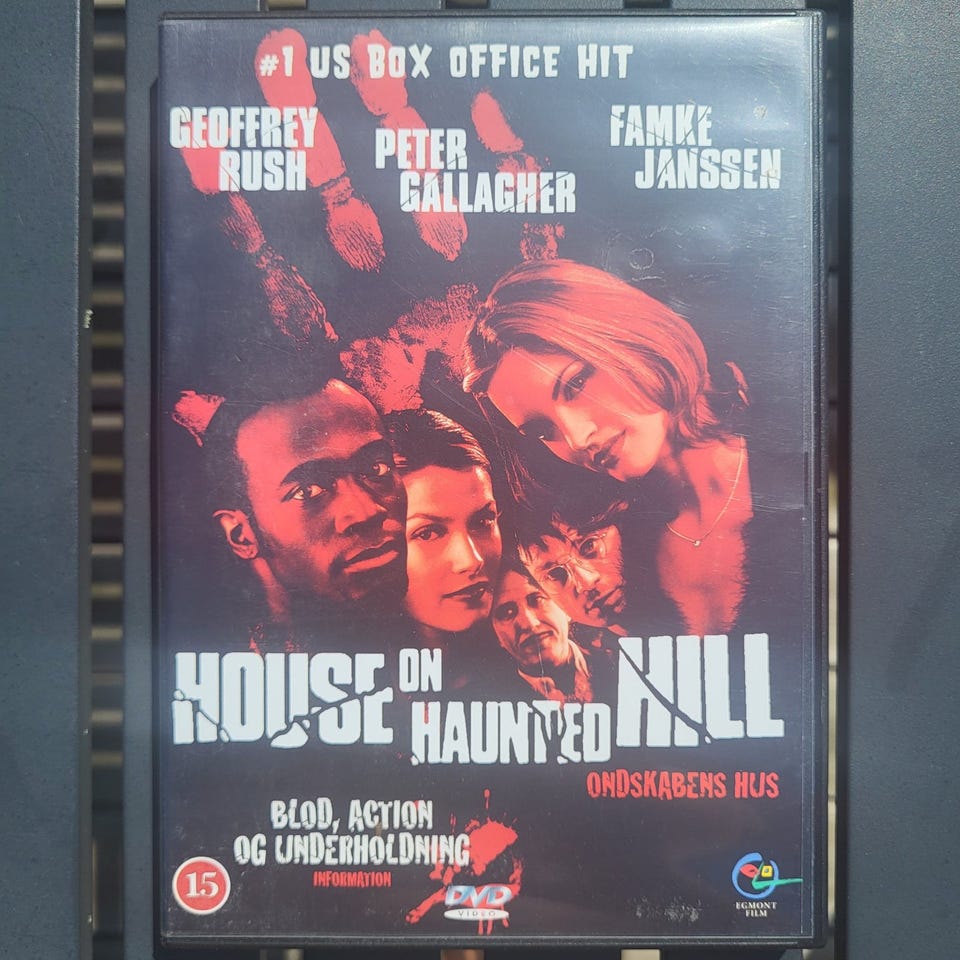 #1 US BOX OFFICE HIT
GEOFFREY
RUSH
PETER
GALLAGHER
FAMKE
JANSSEN
HOUSE ON HAUNTED HILL
ONDSKABENS HUS
BLOD, ACTION
OG UNDERHOLDNING
INFORMATION
15
DVD
VIDEO
EGMONT
FILM